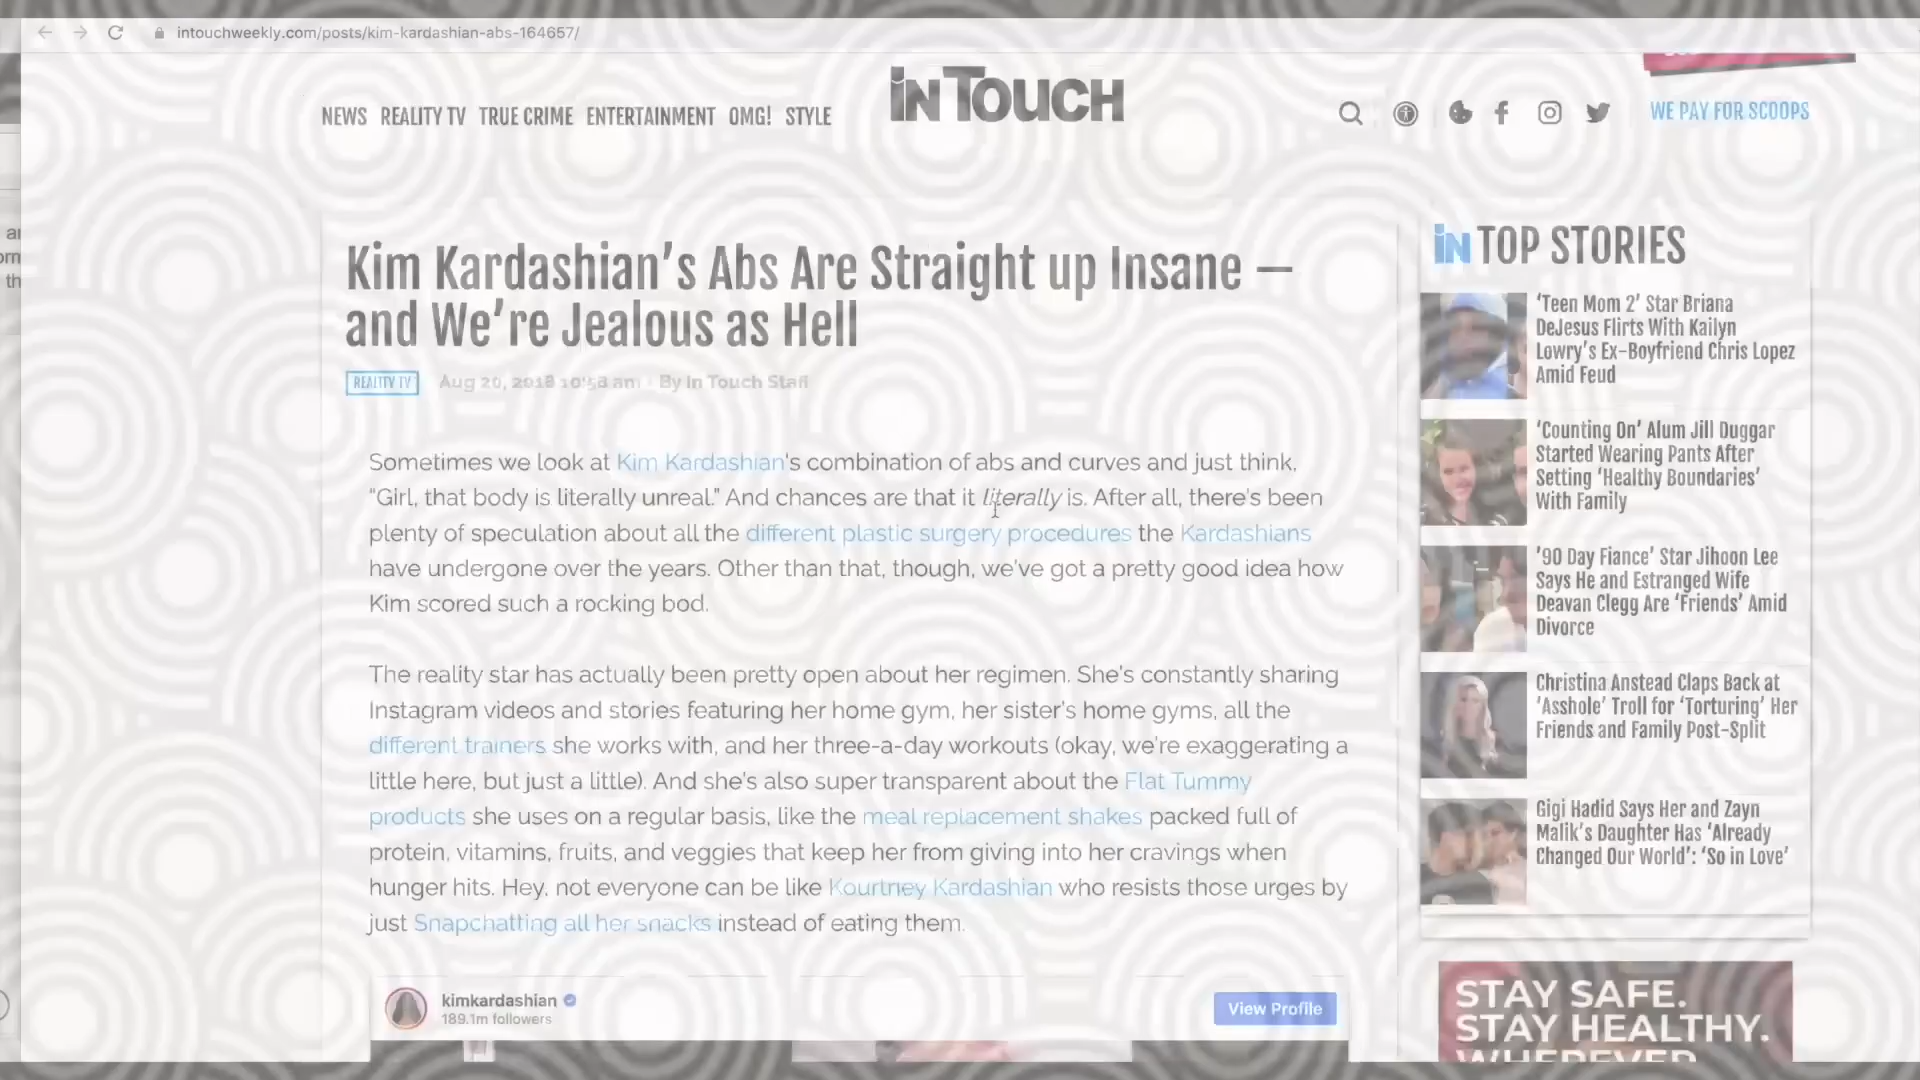 intouchweekly.com/posts/kim-kardashian-abs-164657/
IN TOUCH
NEWS REALITY TV TRUE CRIME ENTERTAINMENT OMG! STYLE
WE PAY FOR SCOOPS
Kim Kardashian's Abs Are Straight up Insane —
and We're Jealous as Hell
REALITY TV Aug 20, 2018 10:58 am · By In Touch Staff
Sometimes we look at Kim Kardashian's combination of abs and curves and just think,
"Girl, that body is literally unreal." And chances are that it literally is. After all, there's been
plenty of speculation about all the different plastic surgery procedures the Kardashians
have undergone over the years. Other than that, though, we've got a pretty good idea how
Kim scored such a rocking bod.
The reality star has actually been pretty open about her regimen. She's constantly sharing
Instagram videos and stories featuring her home gym, her sister's home gyms, all the
different trainers she works with, and her three-a-day workouts (okay, we're exaggerating a
little here, but just a little). And she's also super transparent about the Flat Tummy
products she uses on a regular basis, like the meal replacement shakes packed full of
protein, vitamins, fruits, and veggies that keep her from giving into her cravings when
hunger hits. Hey, not everyone can be like Kourtney Kardashian who resists those urges by
just Snapchatting all her snacks instead of eating them.
kimkardashian
189.1m followers
View Profile
IN TOP STORIES
'Teen Mom 2' Star Briana
DeJesus Flirts With Kailyn
Lowry's Ex-Boyfriend Chris Lopez
Amid Feud
'Counting On' Alum Jill Duggar
Started Wearing Pants After
Setting 'Healthy Boundaries'
With Family
'90 Day Fiance' Star Jihoon Lee
Says He and Estranged Wife
Deavan Clegg Are 'Friends' Amid
Divorce
Christina Anstead Claps Back at
'Asshole' Troll for 'Torturing' Her
Friends and Family Post-Split
Gigi Hadid Says Her and Zayn
Malik's Daughter Has 'Already
Changed Our World': 'So in Love'
STAY SAFE.
STAY HEALTHY.
WHEREVER